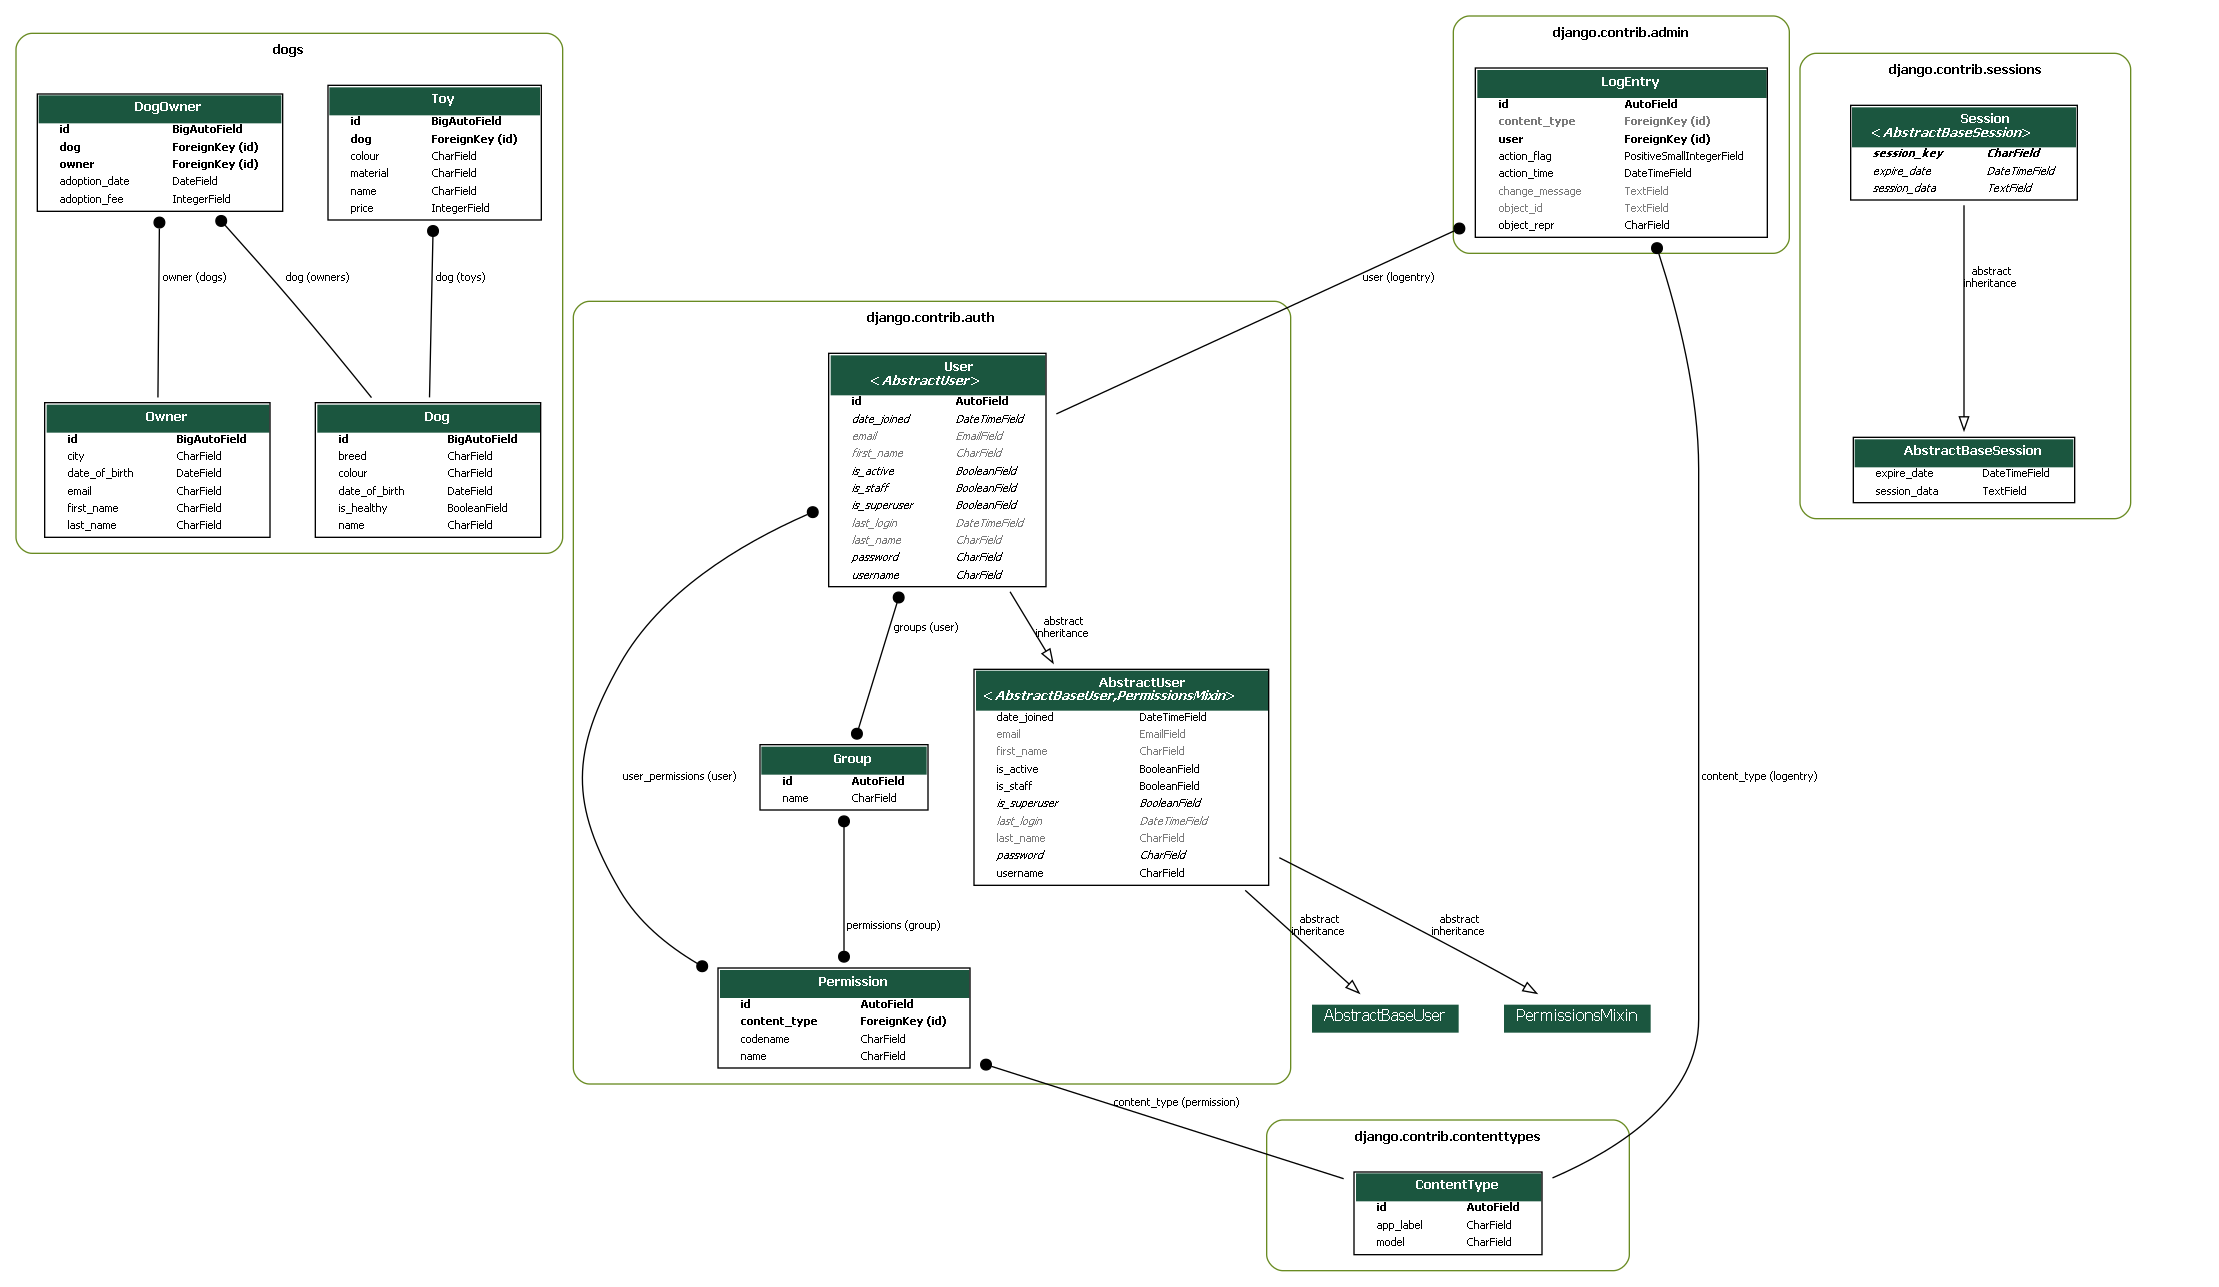 dogs
DogOwner
id BigAutoField
dog ForeignKey (id)
owner ForeignKey (id)
adoption_date DateField
adoption_fee IntegerField
Toy
id BigAutoField
dog ForeignKey (id)
colour CharField
material CharField
name CharField
price IntegerField
owner (dogs)
dog (owners)
dog (toys)
Owner
id BigAutoField
city CharField
date_of_birth DateField
email CharField
first_name CharField
last_name CharField
Dog
id BigAutoField
breed CharField
colour CharField
date_of_birth DateField
is_healthy BooleanField
name CharField
django.contrib.admin
LogEntry
id AutoField
content_type ForeignKey (id)
user ForeignKey (id)
action_flag PositiveSmallIntegerField
action_time DateTimeField
change_message TextField
object_id TextField
object_repr CharField
django.contrib.sessions
Session
<AbstractBaseSession>
session_key CharField
expire_date DateTimeField
session_data TextField
abstract
inheritance
AbstractBaseSession
expire_date DateTimeField
session_data TextField
user (logentry)
django.contrib.auth
User
<AbstractUser>
id AutoField
date_joined DateTimeField
email EmailField
first_name CharField
is_active BooleanField
is_staff BooleanField
is_superuser BooleanField
last_login DateTimeField
last_name CharField
password CharField
username CharField
groups (user)
abstract
inheritance
AbstractUser
<AbstractBaseUser,PermissionsMixin>
date_joined DateTimeField
email EmailField
first_name CharField
is_active BooleanField
is_staff BooleanField
is_superuser BooleanField
last_login DateTimeField
last_name CharField
password CharField
username CharField
Group
id AutoField
name CharField
user_permissions (user)
content_type (logentry)
permissions (group)
abstract
inheritance
abstract
inheritance
Permission
id AutoField
content_type ForeignKey (id)
codename CharField
name CharField
AbstractBaseUser
PermissionsMixin
content_type (permission)
django.contrib.contenttypes
ContentType
id AutoField
app_label CharField
model CharField